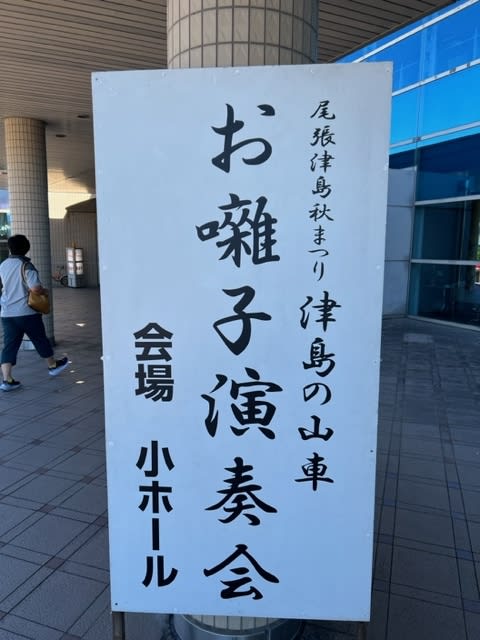 尾張津島秋まつり 津島の山車
お囃子演奏会
会場 小ホール